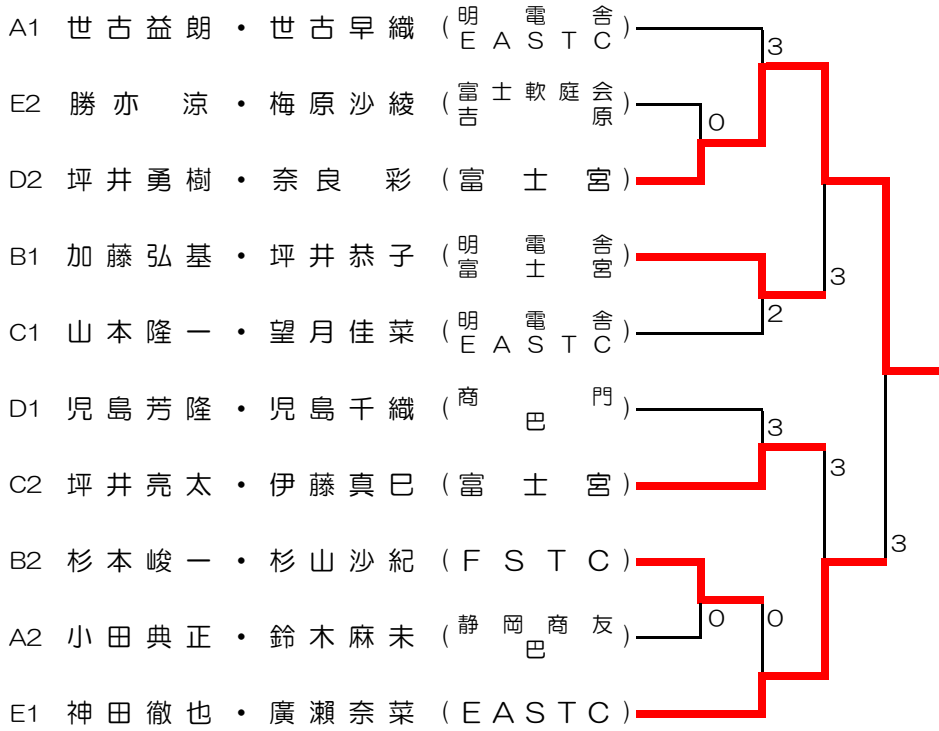 A1 世古益朗・世古早織 (明電舎 EASTC)
3
E2 勝亦 涼・梅原沙綾 (富士軟庭会 吉原)
0
D2 坪井勇樹・奈良 彩 (富士宮)
B1 加藤弘基・坪井恭子 (明電舎 富士宮)
3
2
C1 山本隆一・望月佳菜 (明電舎 EASTC)
D1 児島芳隆・児島千織 (商門 巴)
3
3
C2 坪井亮太・伊藤真巳 (富士宮)
3
B2 杉本峻一・杉山沙紀 (FSTC)
0 0
A2 小田典正・鈴木麻未 (静岡商友 巴)
E1 神田徹也・廣瀬奈菜 (EASTC)